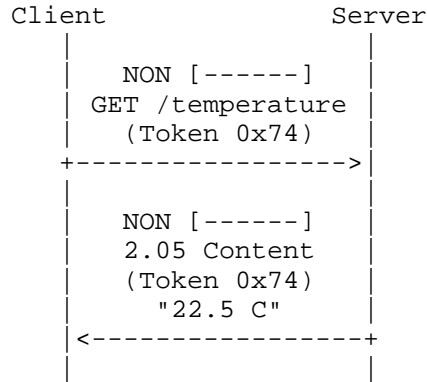 Client Server
NON [------]
GET /temperature
(Token 0x74)
+----------------->
NON [------]
2.05 Content
(Token 0x74)
"22.5 C"
<-----------------+